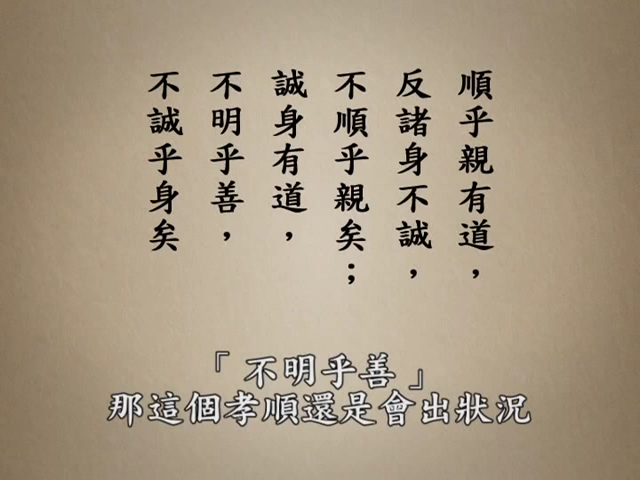 順乎親有道，
反諸身不誠，
不順乎親矣；
誠身有道，
不明乎善，
不誠乎身矣
「不明乎善」
那這個孝順還是會出狀況